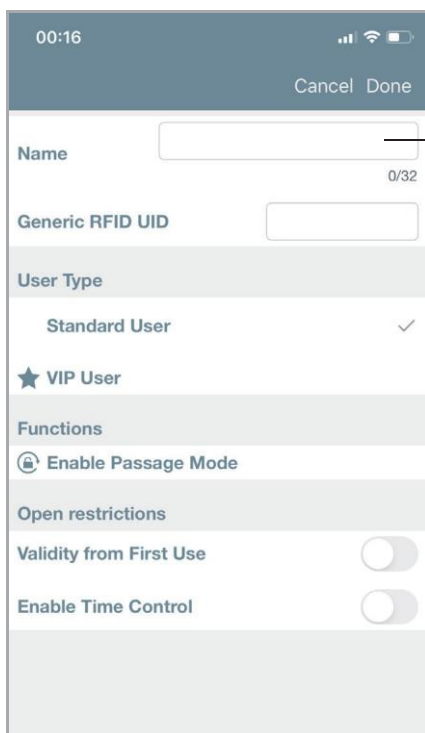 00:16
Cancel Done
Name
0/32
Generic RFID UID
User Type
Standard User
VIP User
Functions
Enable Passage Mode
Open restrictions
Validity from First Use
Enable Time Control